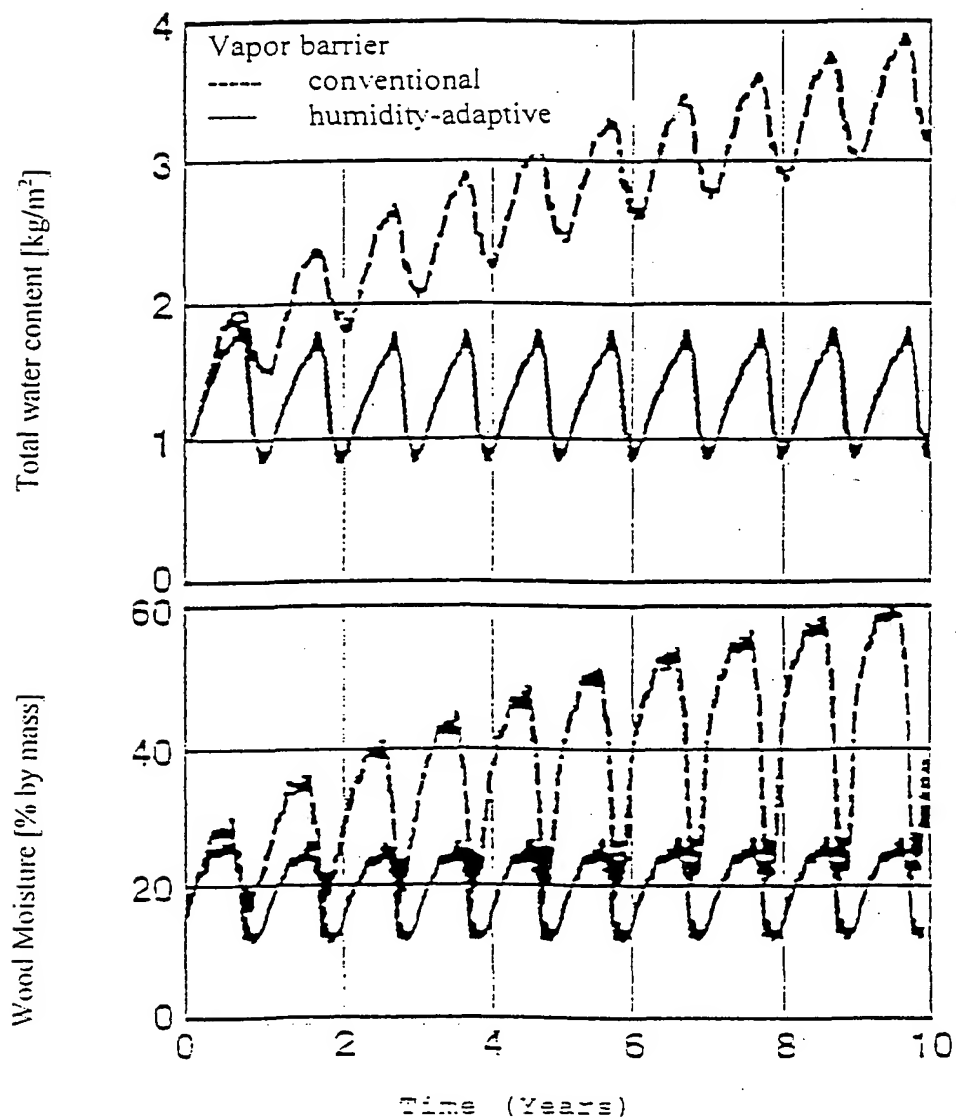 Vapor barrier
conventional
humidity-adaptive
Total water content [kg/m²]
4
3
2
1
0
Wood Moisture [% by mass]
60
40
20
0
0 2 4 6 8 10
Time (Years)